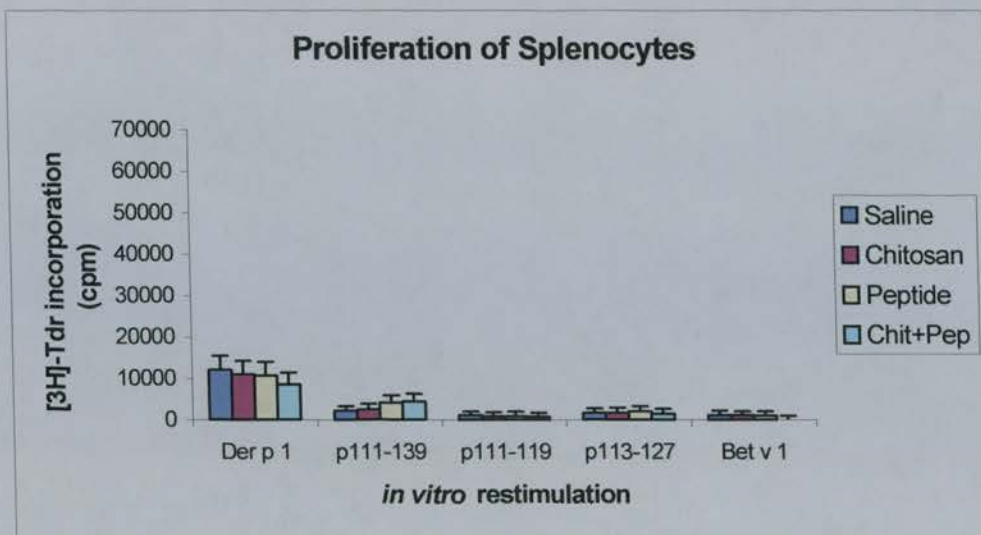 Proliferation of Splenocytes
[3H]-Tdr incorporation
(cpm)
70000
60000
50000
40000
30000
20000
10000
0
Der p 1
p111-139
p111-119
p113-127
Bet v 1
in vitro restimulation
Saline
Chitosan
Peptide
Chit+Pep